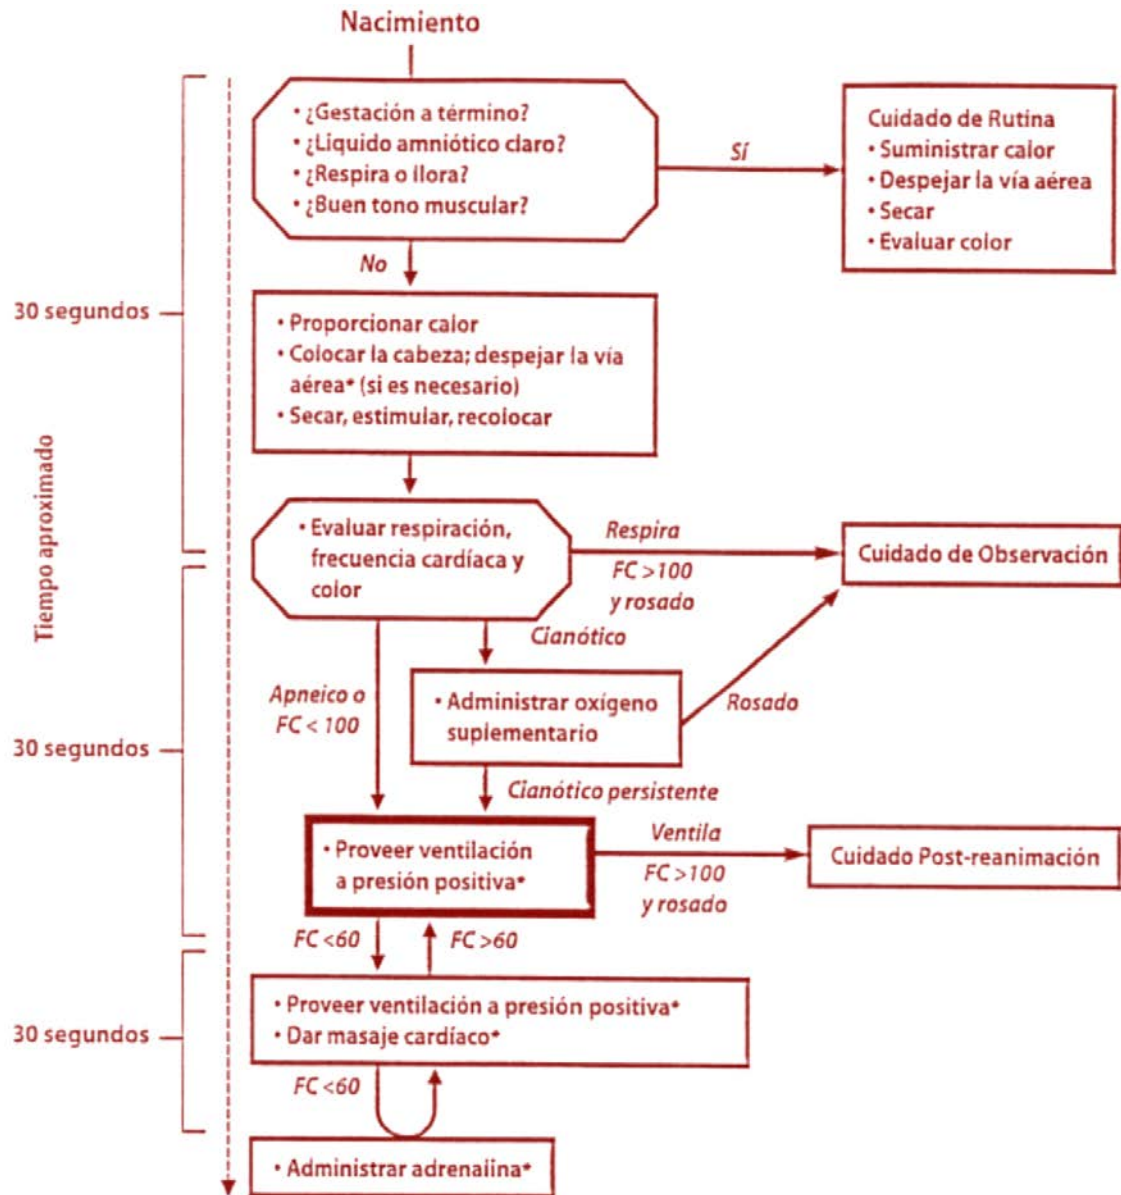 Nacimiento
• ¿Gestación a término?
• ¿Liquido amniótico claro?
• ¿Respira o llora?
• ¿Buen tono muscular?
Sí
Cuidado de Rutina
• Suministrar calor
• Despejar la vía aérea
• Secar
• Evaluar color
No
30 segundos
• Proporcionar calor
• Colocar la cabeza; despejar la vía
aérea* (si es necesario)
• Secar, estimular, recolocar
Tiempo aproximado
• Evaluar respiración,
frecuencia cardíaca y
color
Respira
FC >100
y rosado
Cuidado de Observación
Cianótico
Apneico o
FC < 100
• Administrar oxígeno
suplementario
Rosado
30 segundos
Cianótico persistente
• Proveer ventilación
a presión positiva*
Ventila
FC >100
y rosado
Cuidado Post-reanimación
FC <60
FC >60
30 segundos
• Proveer ventilación a presión positiva*
• Dar masaje cardíaco*
FC <60
• Administrar adrenalina*